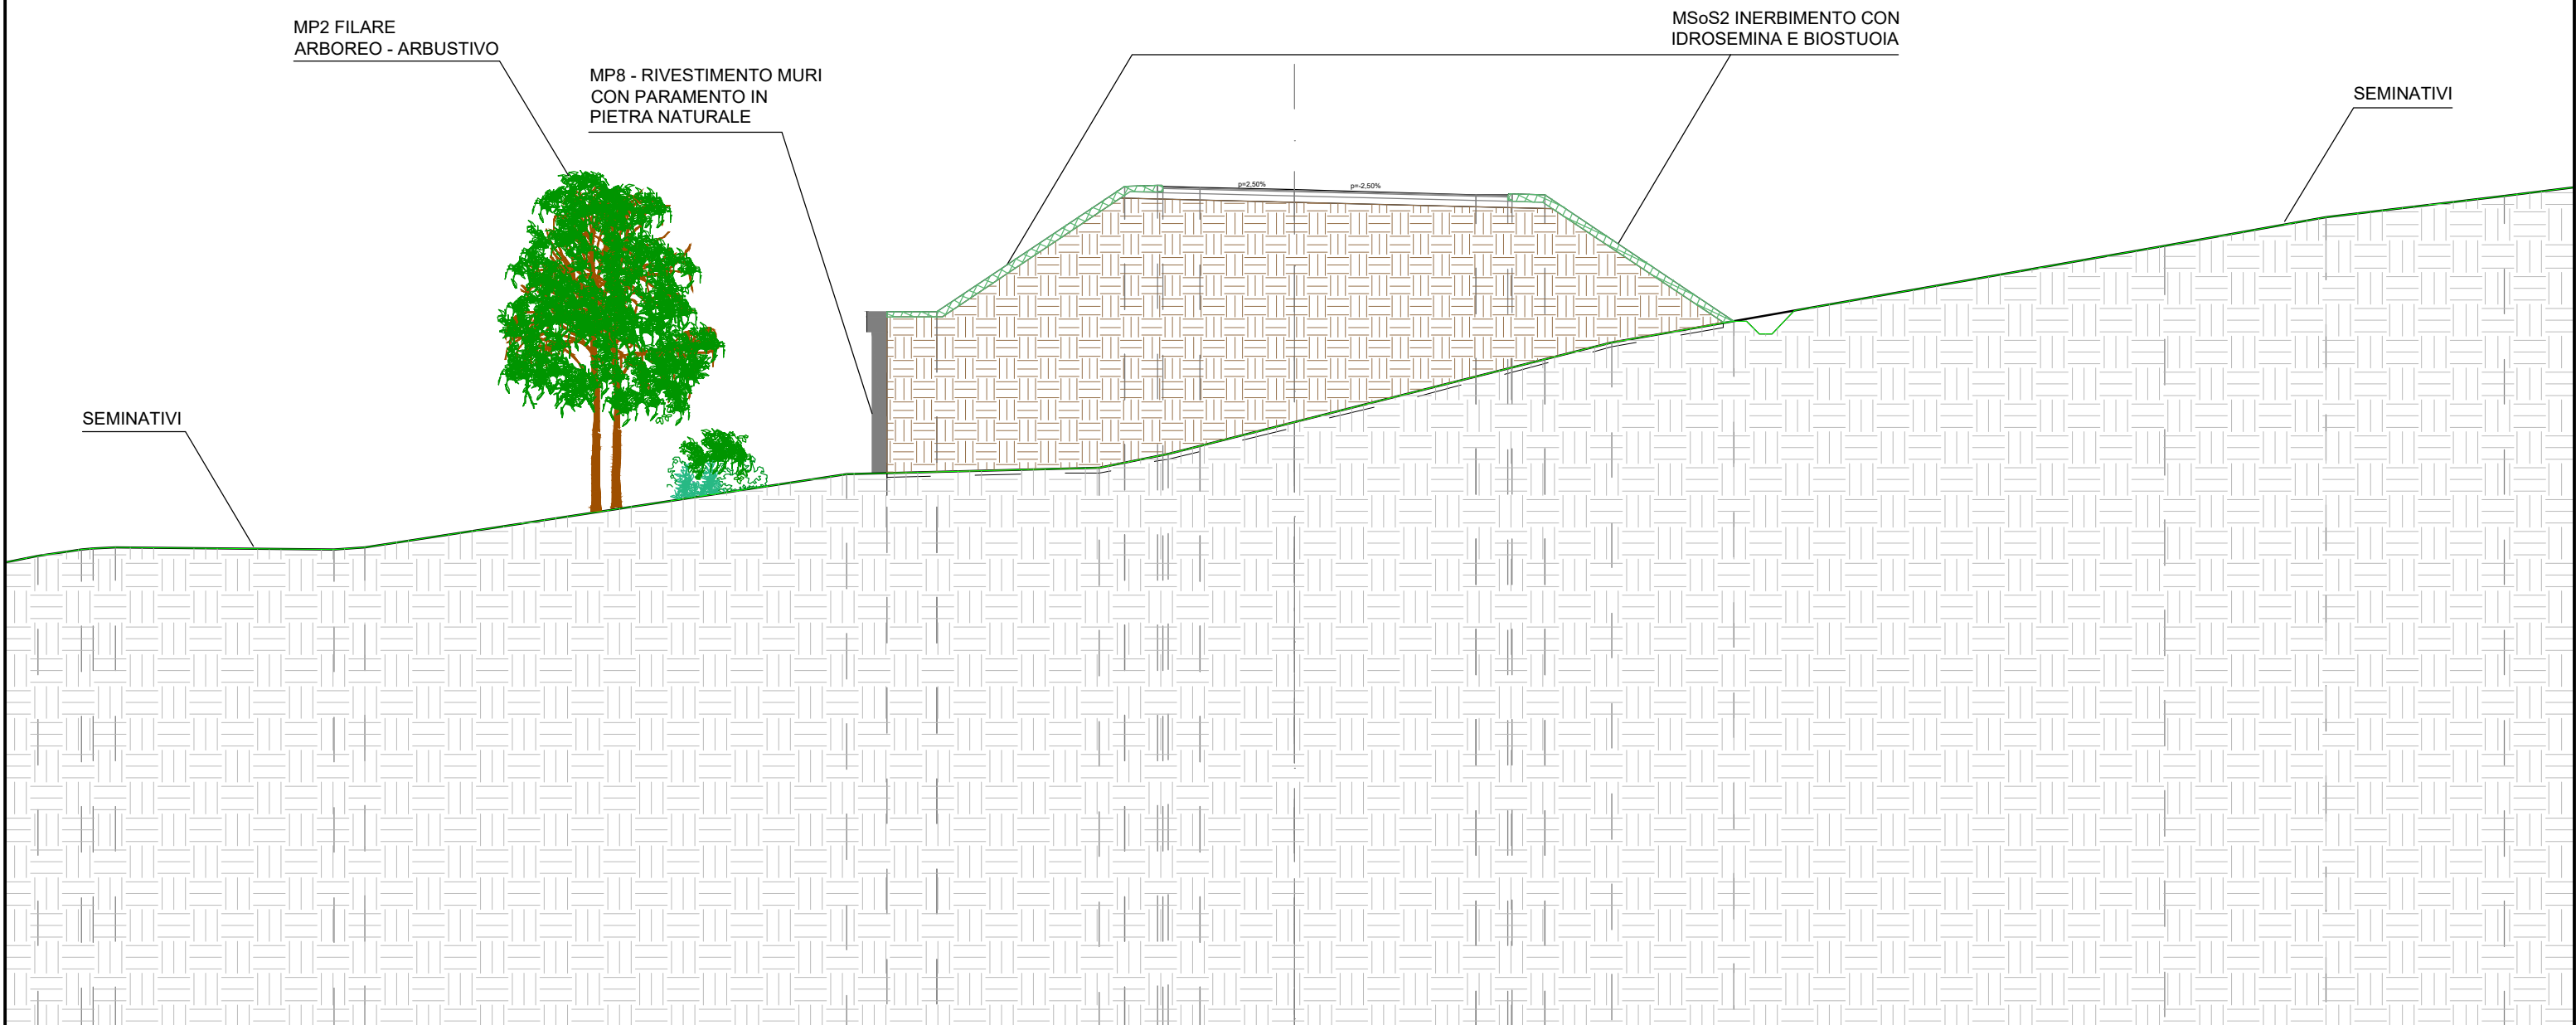 MP2 FILARE
ARBOREO - ARBUSTIVO
MP8 - RIVESTIMENTO MURI
CON PARAMENTO IN
PIETRA NATURALE
MSoS2 INERBIMENTO CON
IDROSEMINA E BIOSTUOIA
SEMINATIVI
p=2,50%
p=-2,50%
SEMINATIVI